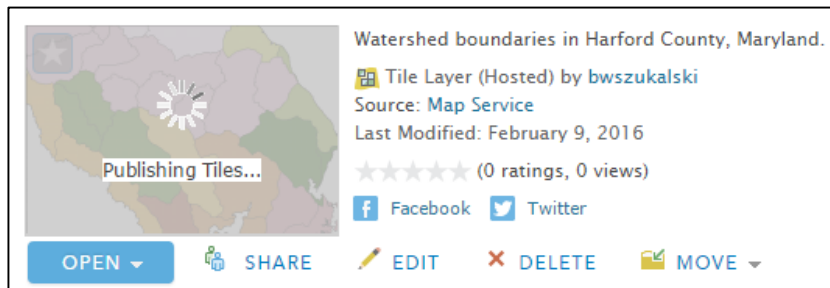 Watershed boundaries in Harford County, Maryland.
Tile Layer (Hosted) by bwszukalski
Source: Map Service
Last Modified: February 9, 2016
Publishing Tiles...
(0 ratings, 0 views)
Facebook Twitter
OPEN SHARE EDIT DELETE MOVE